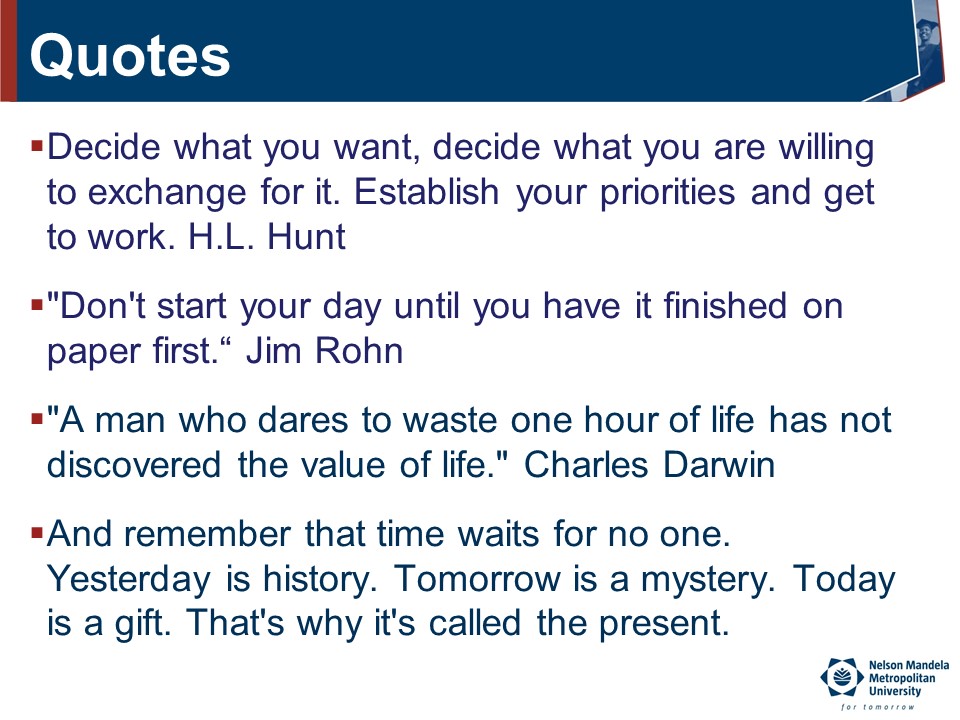 Quotes
▪Decide what you want, decide what you are willing
to exchange for it. Establish your priorities and get
to work. H.L. Hunt
▪"Don't start your day until you have it finished on
paper first.“ Jim Rohn
▪"A man who dares to waste one hour of life has not
discovered the value of life." Charles Darwin
▪And remember that time waits for no one.
Yesterday is history. Tomorrow is a mystery. Today
is a gift. That's why it's called the present.
Nelson Mandela
Metropolitan
University
for tomorrow